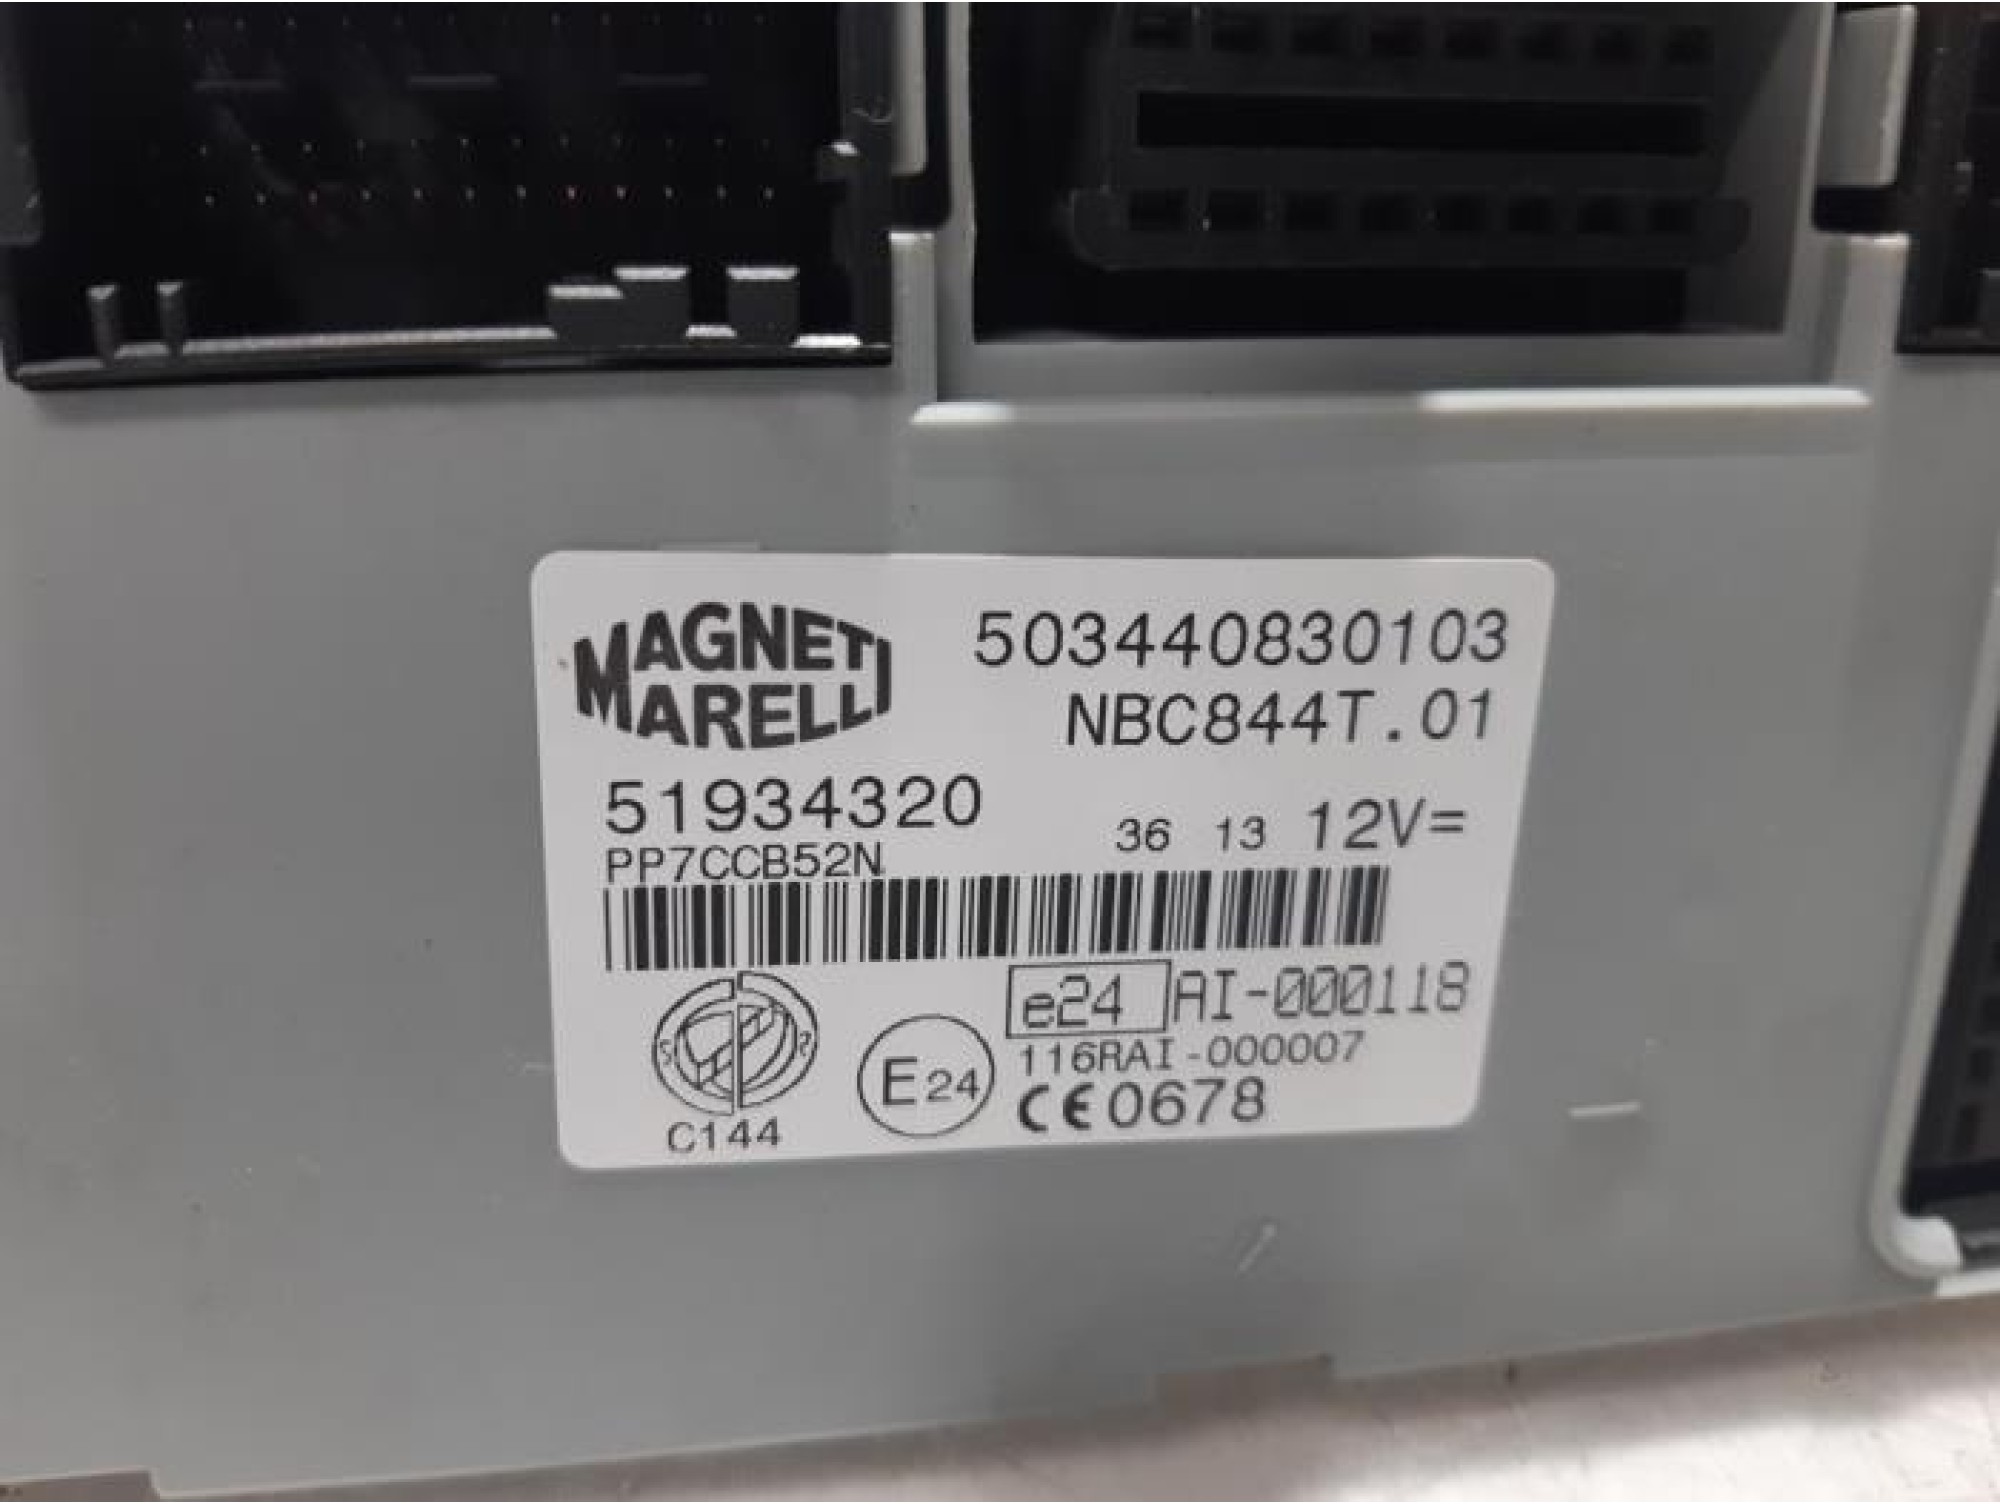 MAGNETI
MARELLI
503440830103
NBC844T.01
51934320
36 13 12V=
PP7CCB52N
e24 AI-000118
116RAI-000007
E24
CE0678
C144